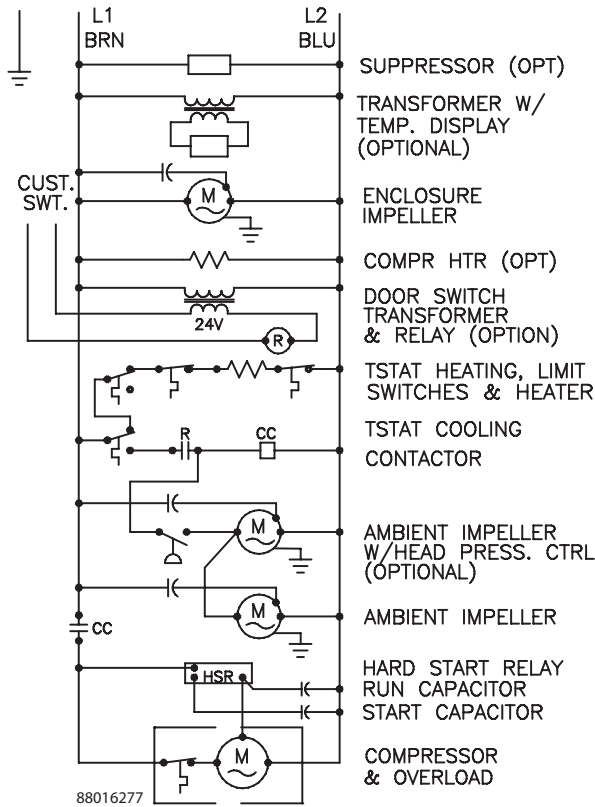 L1 L2
BRN BLU
SUPPRESSOR (OPT)
TRANSFORMER W/
TEMP. DISPLAY
(OPTIONAL)
CUST.
SWT.
M
ENCLOSURE
IMPELLER
COMPR HTR (OPT)
DOOR SWITCH
TRANSFORMER
& RELAY (OPTION)
24V
R
TSTAT HEATING, LIMIT
SWITCHES & HEATER
TSTAT COOLING
R CC
CONTACTOR
M
AMBIENT IMPELLER
W/HEAD PRESS. CTRL
(OPTIONAL)
M
AMBIENT IMPELLER
CC
HARD START RELAY
HSR
RUN CAPACITOR
START CAPACITOR
M
COMPRESSOR
& OVERLOAD
88016277